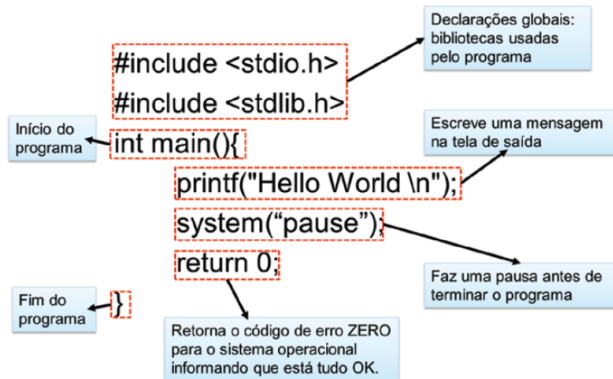 Declarações globais:
bibliotecas usadas
pelo programa
#include <stdio.h>
#include <stdlib.h>
Início do
programa
int main(){
Escreve uma mensagem
na tela de saída
printf("Hello World \n");
system(“pause”);
return 0;
Faz uma pausa antes de
terminar o programa
Fim do
programa
}
Retorna o código de erro ZERO
para o sistema operacional
informando que está tudo OK.